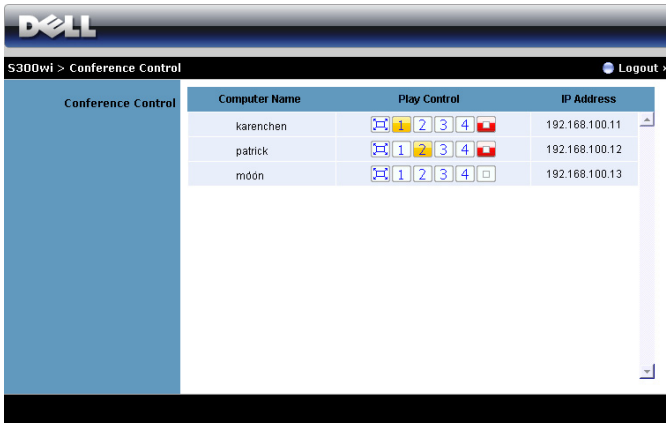 DELL
S300wi > Conference Control
Logout ›
Conference Control
Computer Name Play Control IP Address
karenchen 1 2 3 4 192.168.100.11
patrick 1 2 3 4 192.168.100.12
móón 1 2 3 4 192.168.100.13